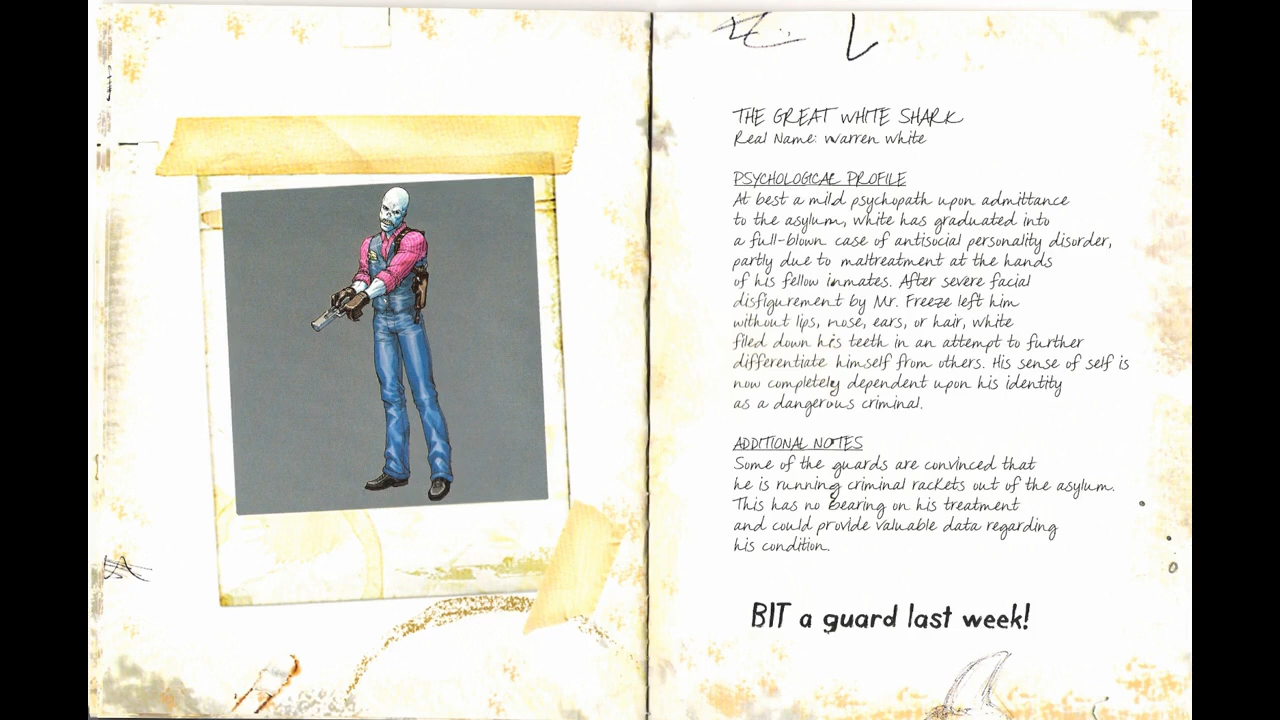 THE GREAT WHITE SHARK
Real Name: Warren White
PSYCHOLOGICAL PROFILE
At best a mild psychopath upon admittance
to the asylum, White has graduated into
a full-blown case of antisocial personality disorder,
partly due to maltreatment at the hands
of his fellow inmates. After severe facial
disfigurement by Mr. Freeze left him
without lips, nose, ears, or hair, White
filed down his teeth in an attempt to further
differentiate himself from others. His sense of self is
now completely dependent upon his identity
as a dangerous criminal.
ADDITIONAL NOTES
Some of the guards are convinced that
he is running criminal rackets out of the asylum.
This has no bearing on his treatment
and could provide valuable data regarding
his condition.
BIT a guard last week!